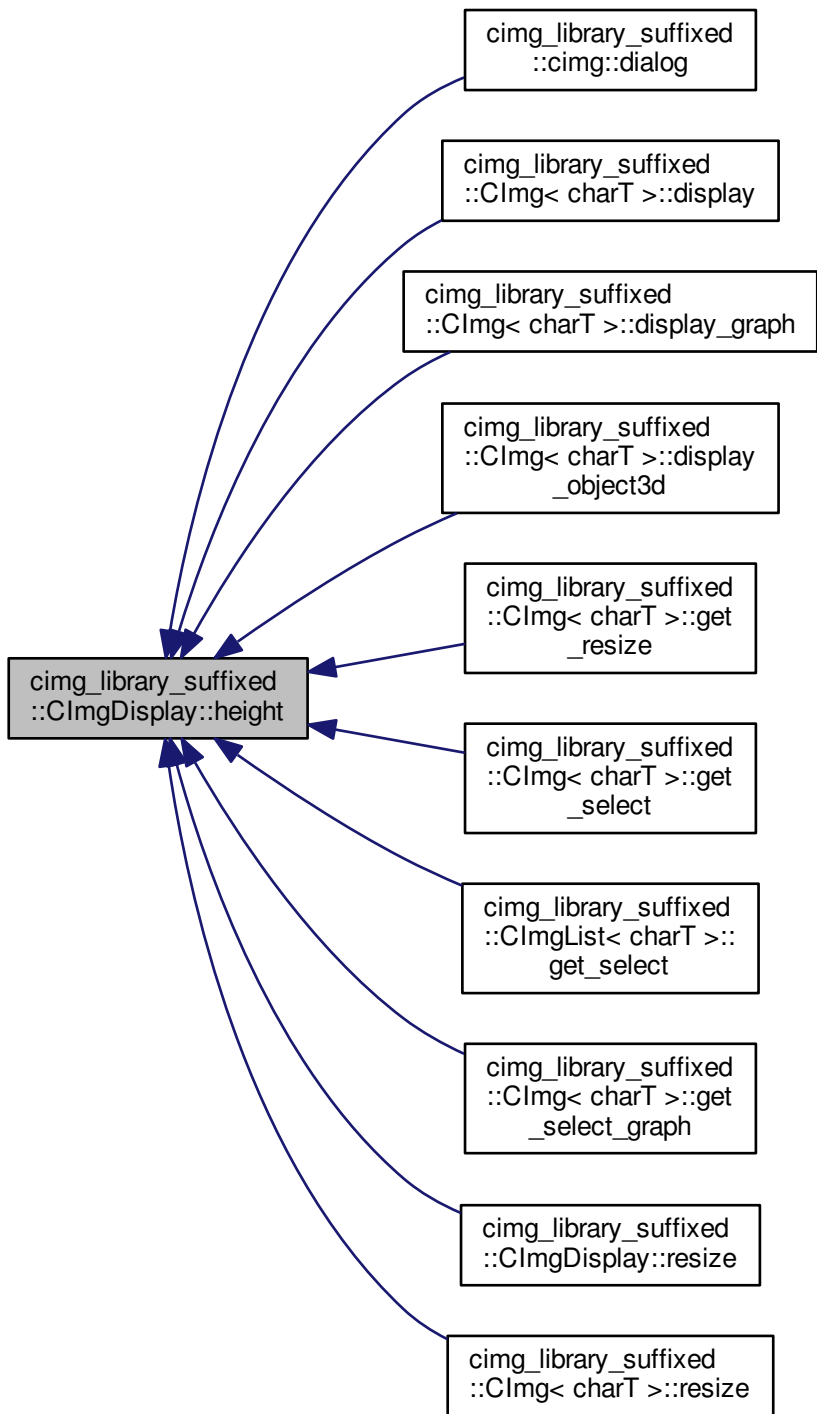 cimg_library_suffixed
::cimg::dialog
cimg_library_suffixed
::CImg< charT >::display
cimg_library_suffixed
::CImg< charT >::display_graph
cimg_library_suffixed
::CImg< charT >::display
_object3d
cimg_library_suffixed
::CImg< charT >::get
_resize
cimg_library_suffixed
::CImgDisplay::height
cimg_library_suffixed
::CImg< charT >::get
_select
cimg_library_suffixed
::CImgList< charT >::
get_select
cimg_library_suffixed
::CImg< charT >::get
_select_graph
cimg_library_suffixed
::CImgDisplay::resize
cimg_library_suffixed
::CImg< charT >::resize